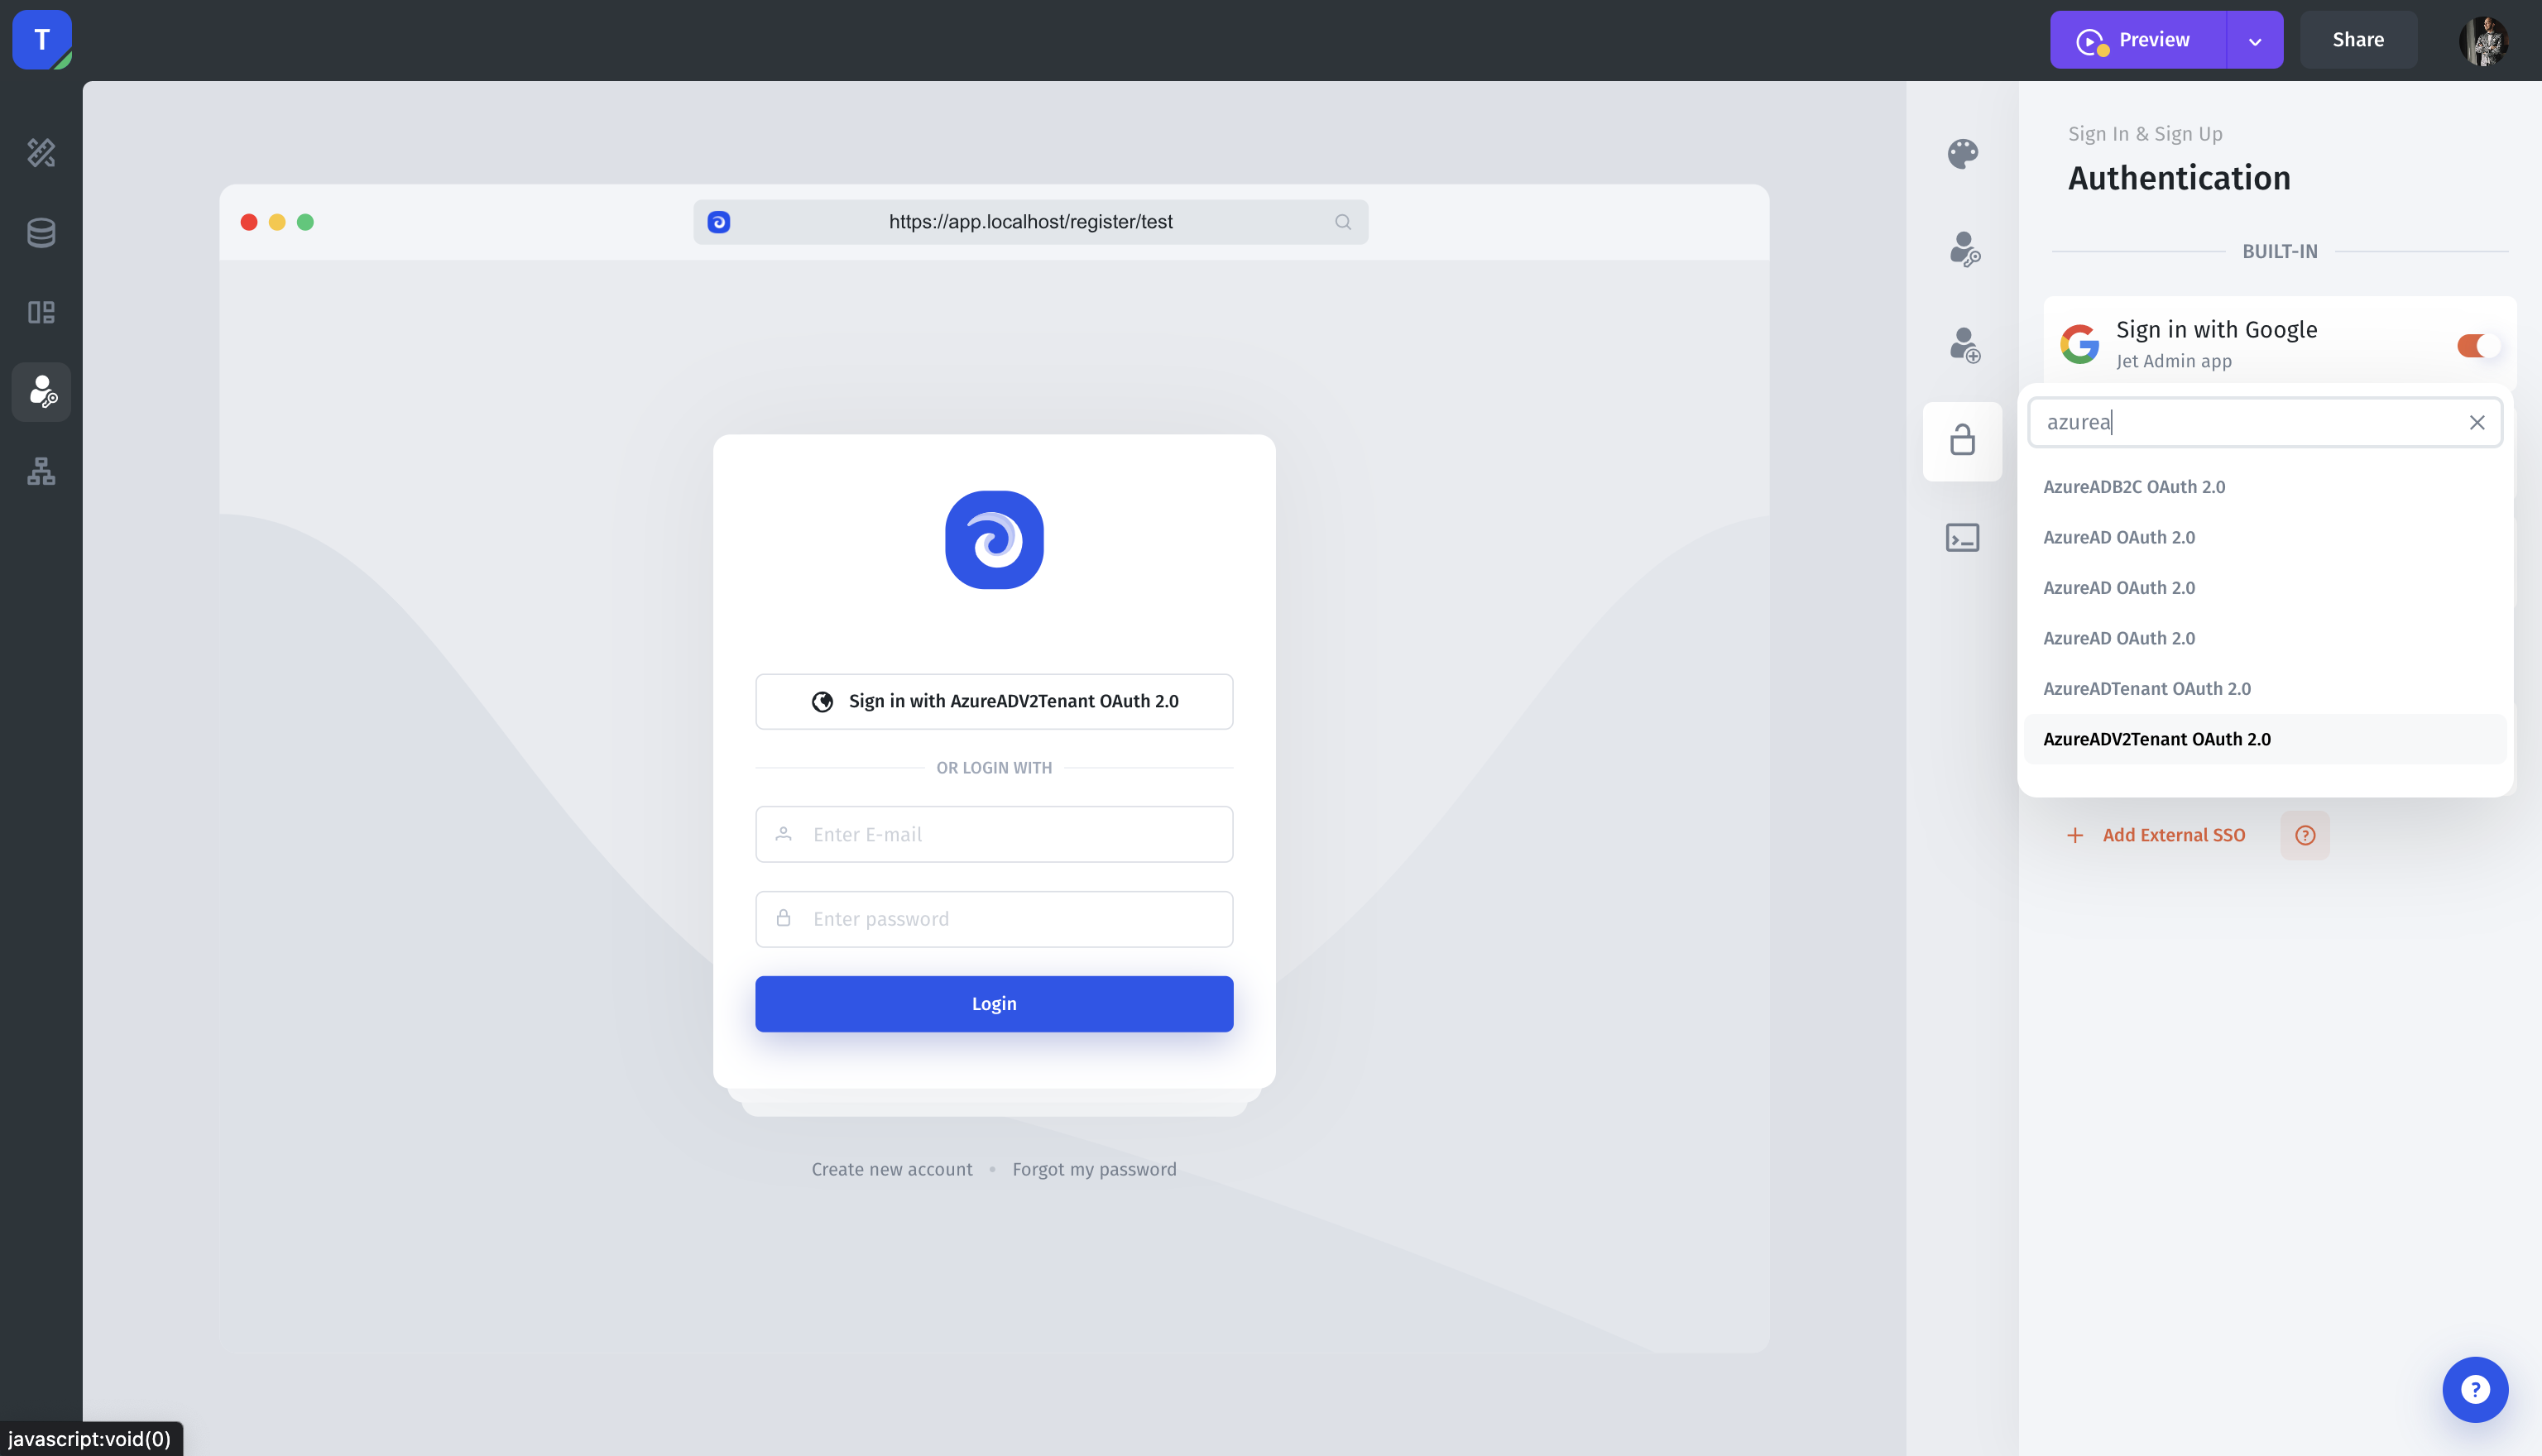 T
Preview
Share
https://app.localhost/register/test
Sign in with AzureADV2Tenant OAuth 2.0
OR LOGIN WITH
Enter E-mail
Enter password
Login
Create new account • Forgot my password
Sign In & Sign Up
Authentication
BUILT-IN
Sign in with Google
Jet Admin app
azurea
AzureADB2C OAuth 2.0
AzureAD OAuth 2.0
AzureAD OAuth 2.0
AzureAD OAuth 2.0
AzureADTenant OAuth 2.0
AzureADV2Tenant OAuth 2.0
+ Add External SSO ?
?
javascript:void(0)